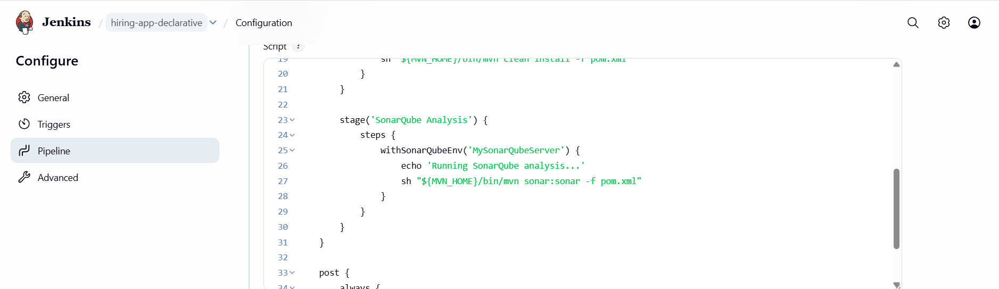 Jenkins / hiring-app-declarative / Configuration
Configure
General
Triggers
Pipeline
Advanced
Script ?
19 sh "${MVN_HOME}/bin/mvn clean install -f pom.xml"
20 }
21 }
22
23 stage('SonarQube Analysis') {
24 steps {
25 withSonarQubeEnv('MySonarQubeServer') {
26 echo 'Running SonarQube analysis...'
27 sh "${MVN_HOME}/bin/mvn sonar:sonar -f pom.xml"
28 }
29 }
30 }
31 }
32
33 post {
34 always {